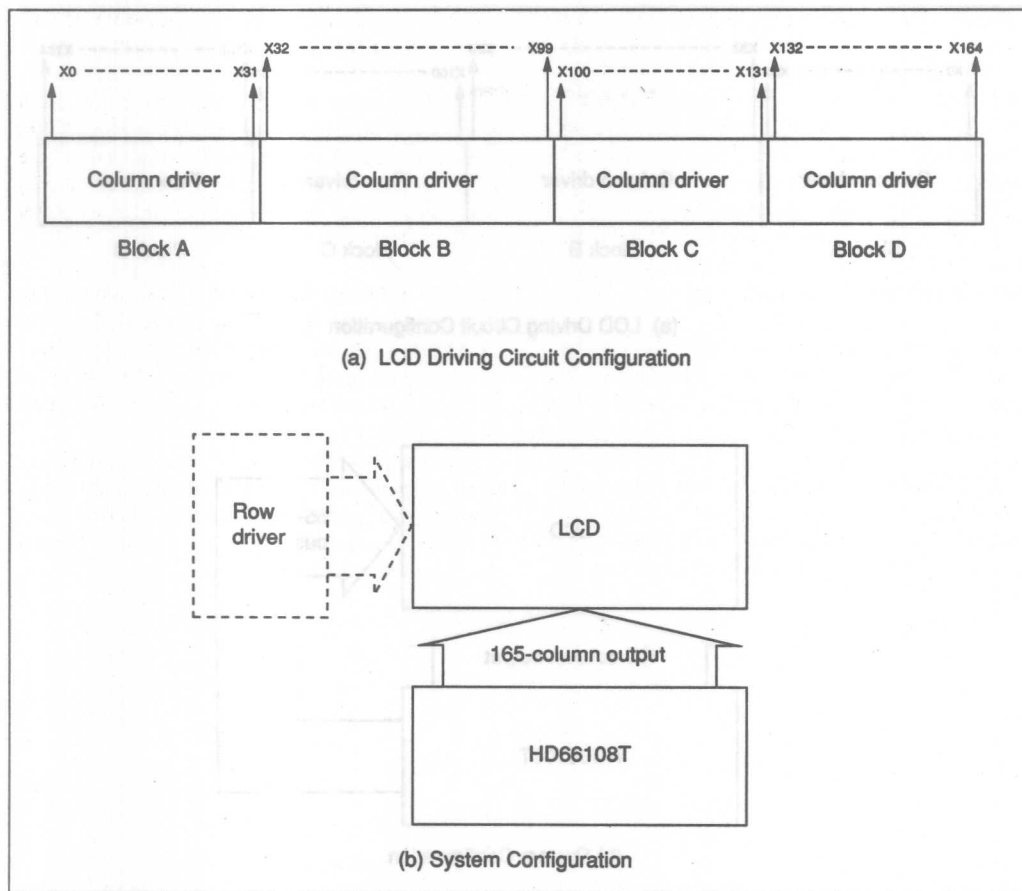 X32 X99 X132 X164
X0 X31 X100 X131
Column driver Column driver Column driver Column driver
Block A Block B Block C Block D
(a) LCD Driving Circuit Configuration
Row
driver
LCD
165-column output
HD66108T
(b) System Configuration